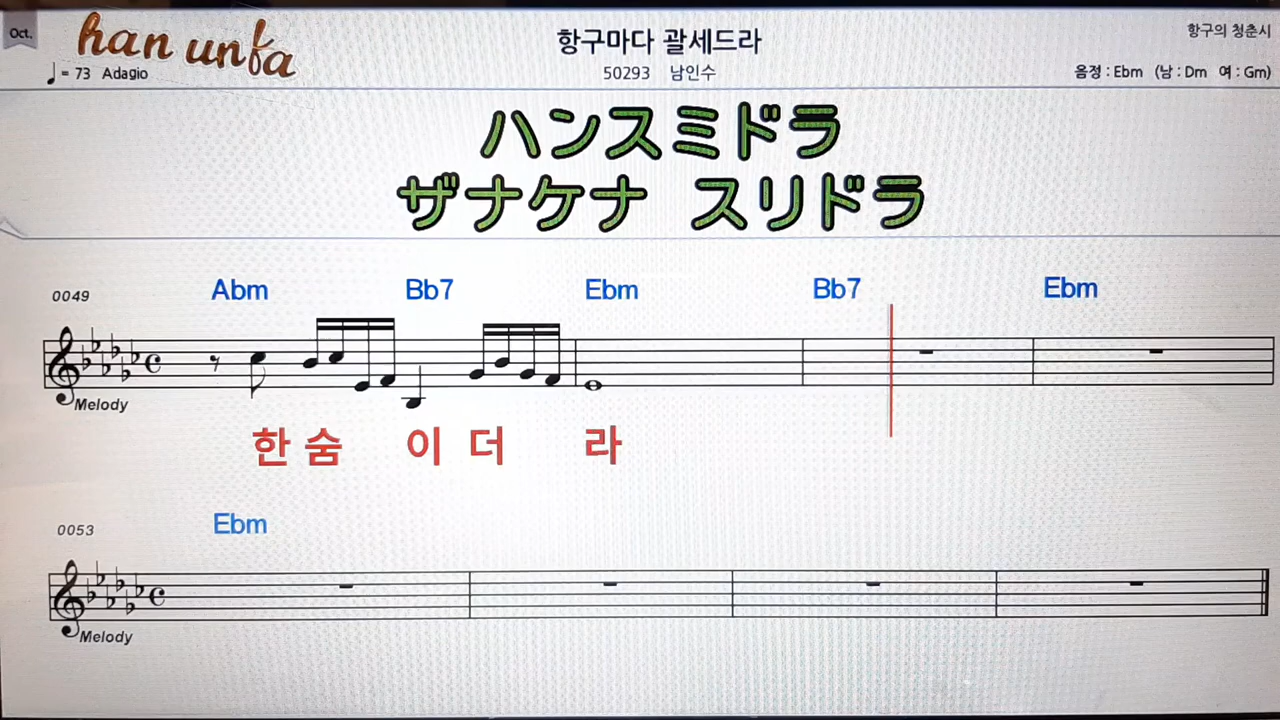 Oct.
han unfa
항구마다 괄세드라
항구의 청춘시
♩= 73 Adagio
50293 남인수
음정 : Ebm (남 : Dm 여 : Gm)
ハンスミドラ
ザナケナ スリドラ
0049 Abm Bb7 Ebm Bb7 Ebm
Melody
한 숨 이 더 라
0053 Ebm
Melody